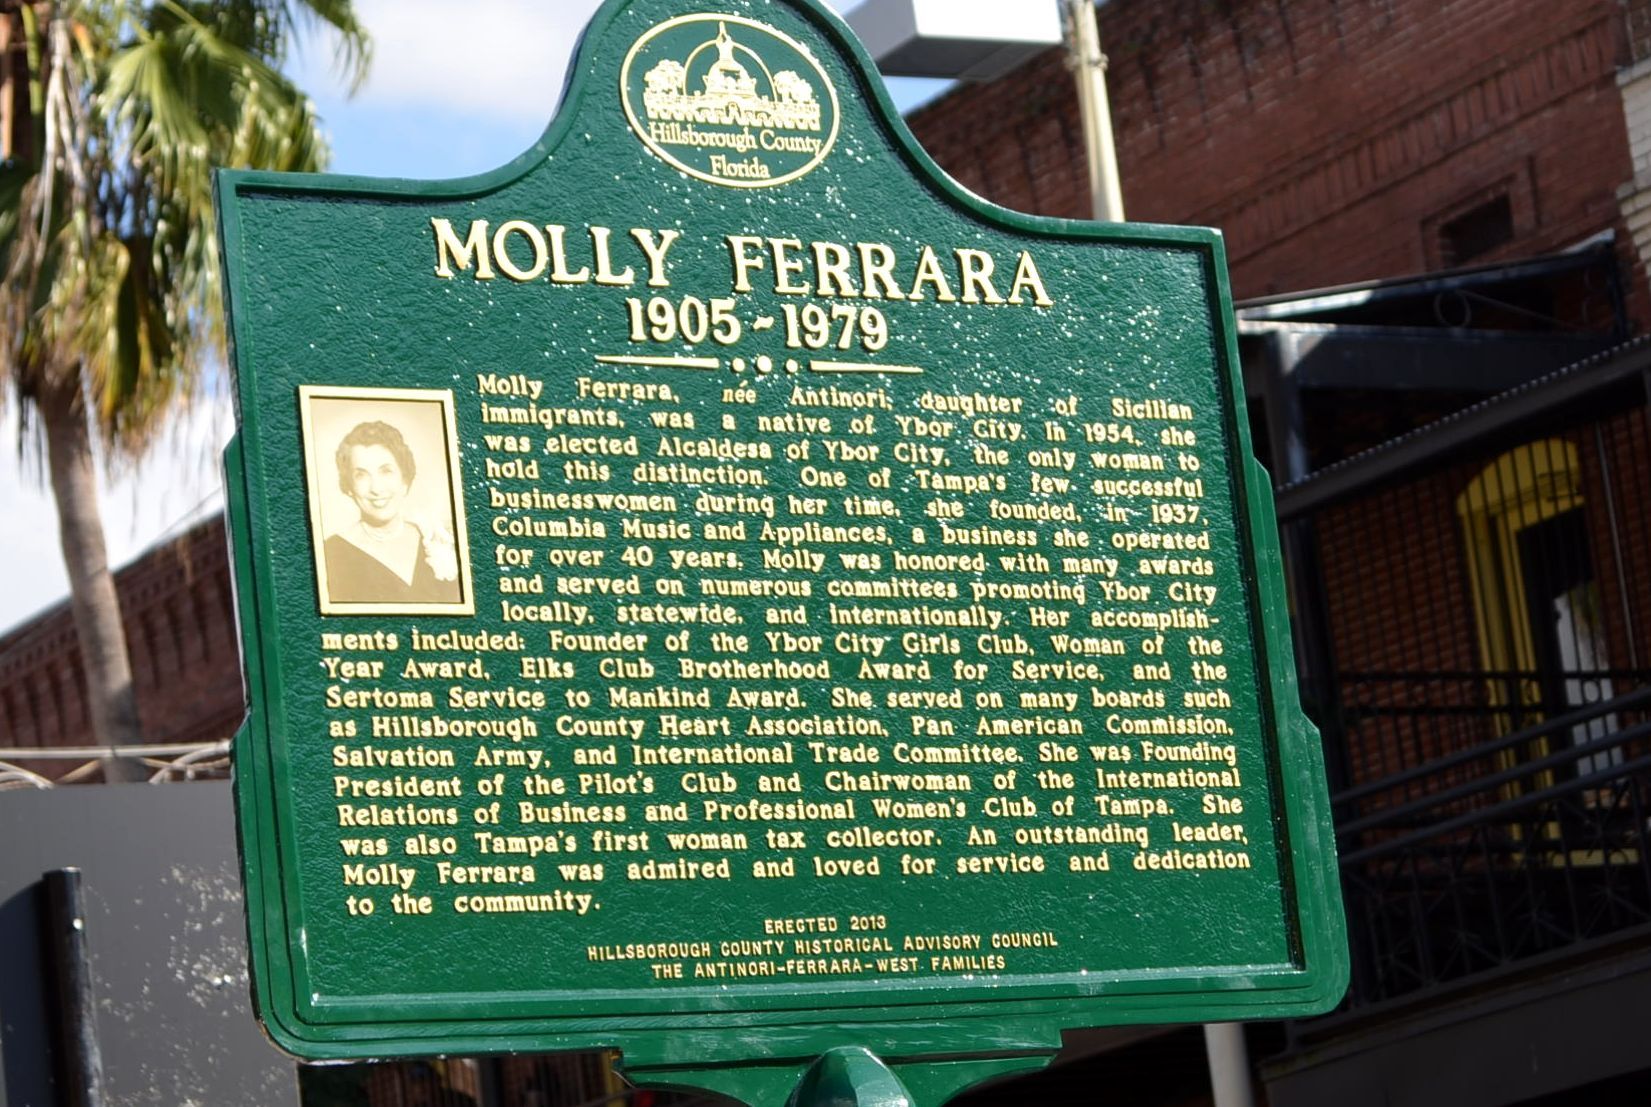 Hillsborough County
Florida
MOLLY FERRARA
1905-1979
Molly Ferrara, née Antinori, daughter of Sicilian
immigrants, was a native of Ybor City. In 1954, she
was elected Alcaldesa of Ybor City, the only woman to
hold this distinction. One of Tampa's few successful
businesswomen during her time, she founded, in 1937,
Columbia Music and Appliances, a business she operated
for over 40 years. Molly was honored with many awards
and served on numerous committees promoting Ybor City
locally, statewide, and internationally. Her accomplish-
ments included: Founder of the Ybor City Girls Club, Woman of the
Year Award, Elks Club Brotherhood Award for Service, and the
Sertoma Service to Mankind Award. She served on many boards such
as Hillsborough County Heart Association, Pan American Commission,
Salvation Army, and International Trade Committee. She was Founding
President of the Pilot's Club and Chairwoman of the International
Relations of Business and Professional Women's Club of Tampa. She
was also Tampa's first woman tax collector. An outstanding leader,
Molly Ferrara was admired and loved for service and dedication
to the community.
ERECTED 2013
HILLSBOROUGH COUNTY HISTORICAL ADVISORY COUNCIL
THE ANTINORI-FERRARA-WEST FAMILIES